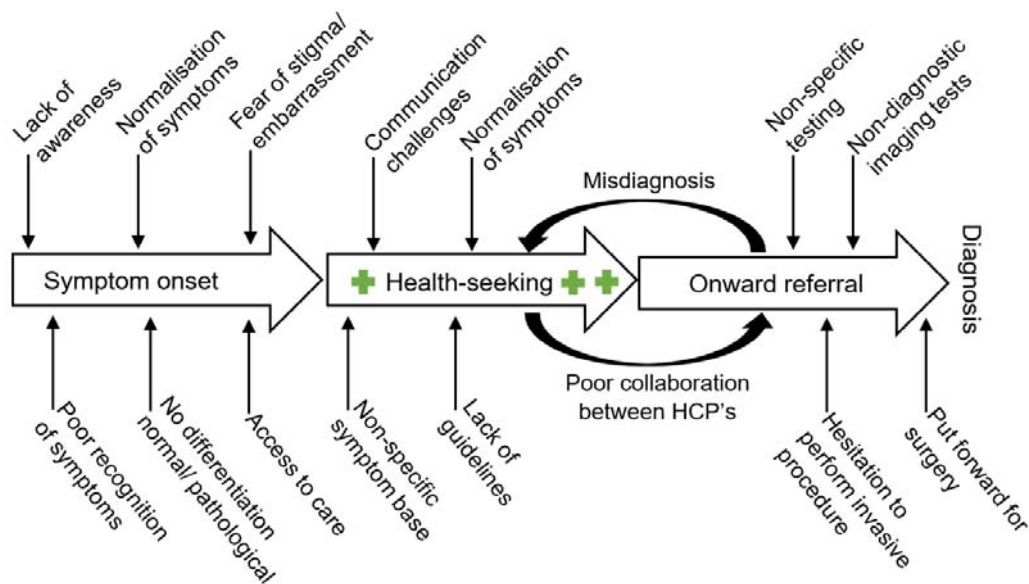 Lack of
awareness
Normalisation
of symptoms
Fear of stigma/
embarrassment
Communication
challenges
Normalisation
of symptoms
Non-specific
testing
Non-diagnostic
imaging tests
Misdiagnosis
Symptom onset
Health-seeking
Onward referral
Diagnosis
Poor collaboration
between HCP's
Poor recognition
of symptoms
No differentiation
normal/ pathological
Access to care
Non-specific
symptom base
Lack of
guidelines
Hesitation to
perform invasive
procedure
Put forward for
surgery